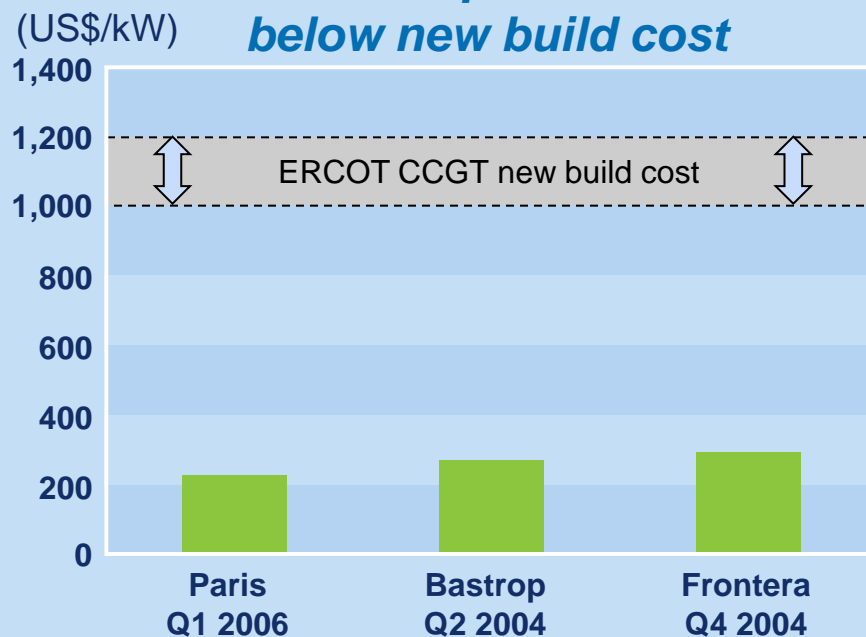 (US$/kW)
below new build cost
1,400
1,200
ERCOT CCGT new build cost
1,000
800
600
400
200
0
Paris
Q1 2006
Bastrop
Q2 2004
Frontera
Q4 2004